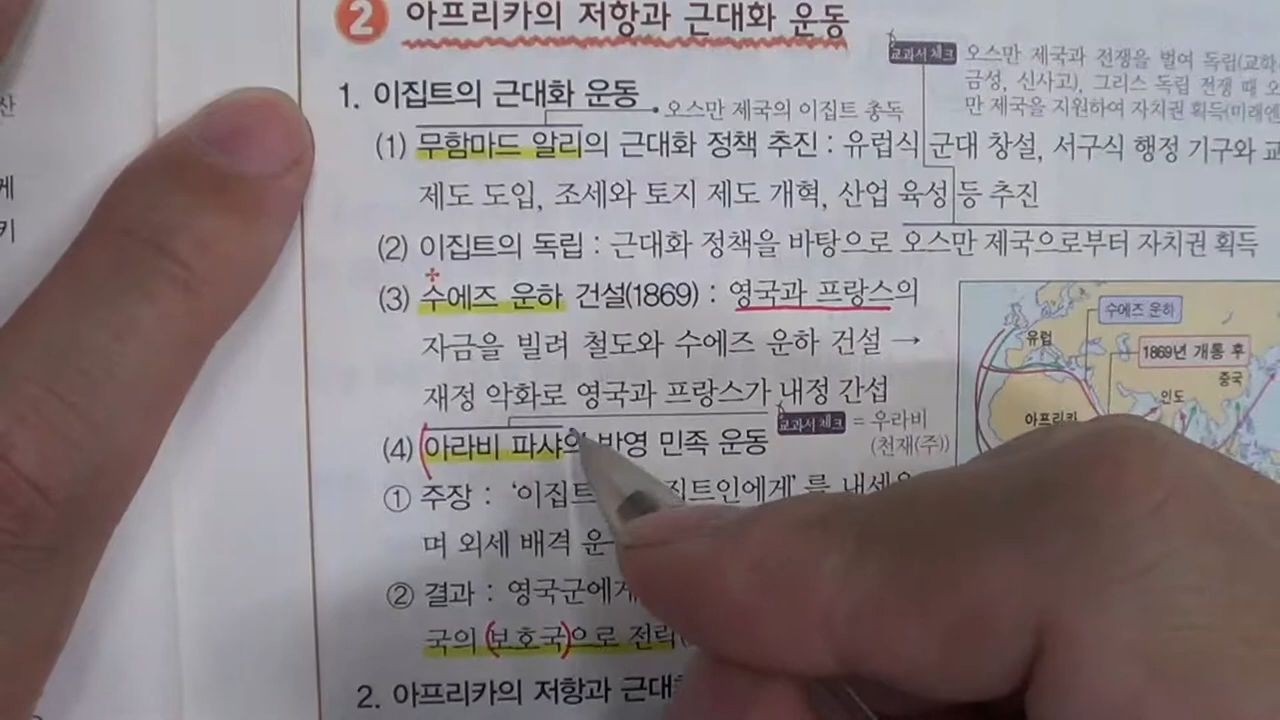 2 아프리카의 저항과 근대화 운동
교과서 체크 오스만 제국과 전쟁을 벌여 독립(교학
금성, 신사고), 그리스 독립 전쟁 때 오
만 제국을 지원하여 자치권 획득(미래엔
1. 이집트의 근대화 운동
오스만 제국의 이집트 총독
(1) 무함마드 알리의 근대화 정책 추진 : 유럽식 군대 창설, 서구식 행정 기구와 교
제도 도입, 조세와 토지 제도 개혁, 산업 육성 등 추진
(2) 이집트의 독립 : 근대화 정책을 바탕으로 오스만 제국으로부터 자치권 획득
(3) 수에즈 운하 건설(1869) : 영국과 프랑스의
자금을 빌려 철도와 수에즈 운하 건설 →
재정 악화로 영국과 프랑스가 내정 간섭
교과서 체크 = 우라비
(천재(주))
(4) 아라비 파샤의 반영 민족 운동
① 주장 : '이집트 집트인에게'를 내세우
며 외세 배격 운
② 결과 : 영국군에게
국의 (보호국)으로 전락
2. 아프리카의 저항과 근대
수에즈 운하
유럽
1869년 개통 후
중국
인도
아프리카
산
게
키